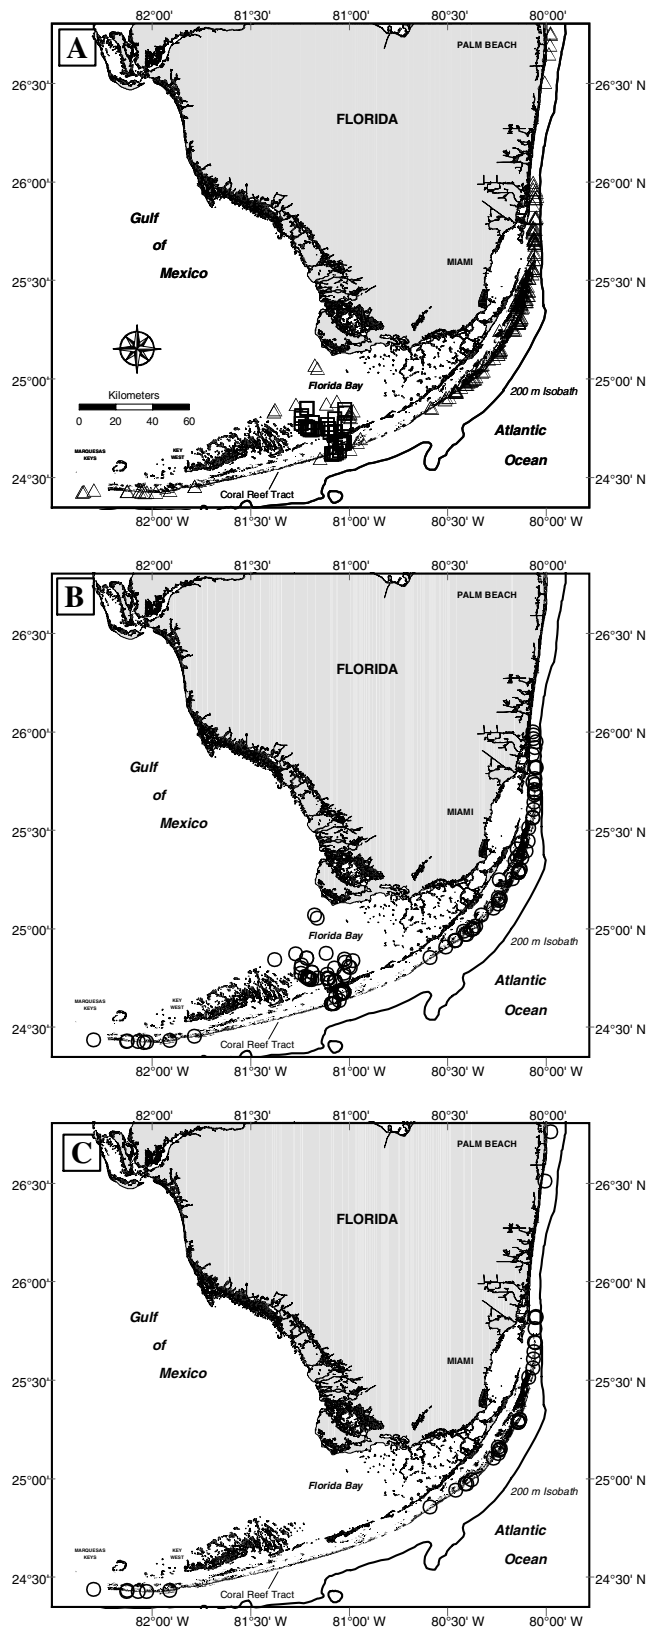 82°00' 81°30' 81°00' 80°30' 80°00'
A
PALM BEACH
26°30' 26°30' N
FLORIDA
26°00' 26°00' N
Gulf
of
Mexico
MIAMI
25°30' 25°30' N
25°00' 25°00' N
Florida Bay
200 m Isobath
Kilometers
0 20 40 60
Atlantic
Ocean
MARQUESAS
KEYS
KEY
WEST
24°30' 24°30' N
Coral Reef Tract
82°00' W 81°30' W 81°00' W 80°30' W 80°00' W
82°00' 81°30' 81°00' 80°30' 80°00'
B
PALM BEACH
26°30' 26°30' N
FLORIDA
26°00' 26°00' N
Gulf
of
Mexico
MIAMI
25°30' 25°30' N
25°00' 25°00' N
Florida Bay
200 m Isobath
Atlantic
Ocean
MARQUESAS
KEYS
KEY
WEST
24°30' 24°30' N
Coral Reef Tract
82°00' W 81°30' W 81°00' W 80°30' W 80°00' W
82°00' 81°30' 81°00' 80°30' 80°00'
C
PALM BEACH
26°30' 26°30' N
FLORIDA
26°00' 26°00' N
Gulf
of
Mexico
MIAMI
25°30' 25°30' N
25°00' 25°00' N
Florida Bay
200 m Isobath
Atlantic
Ocean
MARQUESAS
KEYS
KEY
WEST
24°30' 24°30' N
Coral Reef Tract
82°00' W 81°30' W 81°00' W 80°30' W 80°00' W